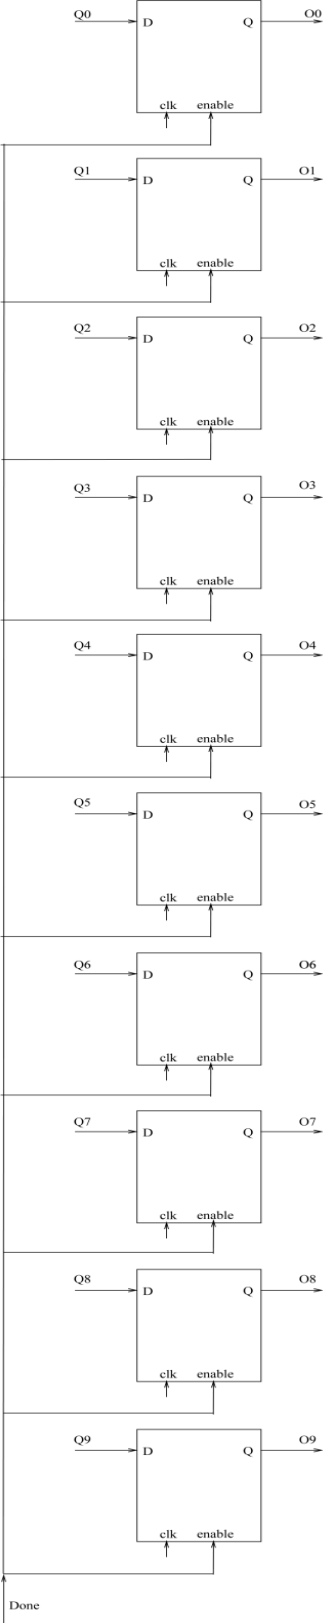 Q0 D Q O0
clk enable
Q1 D Q O1
clk enable
Q2 D Q O2
clk enable
Q3 D Q O3
clk enable
Q4 D Q O4
clk enable
Q5 D Q O5
clk enable
Q6 D Q O6
clk enable
Q7 D Q O7
clk enable
Q8 D Q O8
clk enable
Q9 D Q O9
clk enable
Done